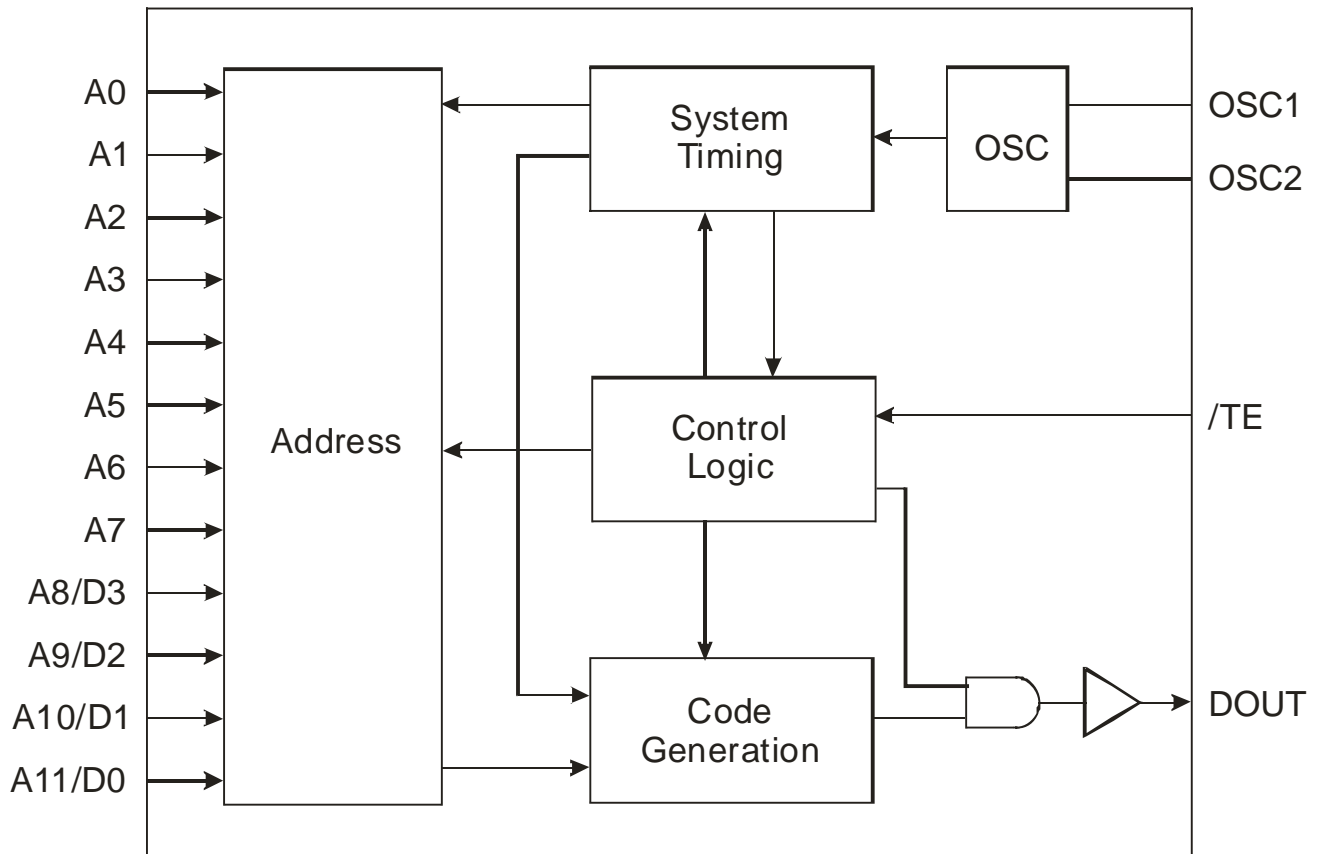 A0
A1
A2
A3
A4
A5
A6
A7
A8/D3
A9/D2
A10/D1
A11/D0
Address
System
Timing
OSC
Control
Logic
Code
Generation
OSC1
OSC2
/TE
DOUT